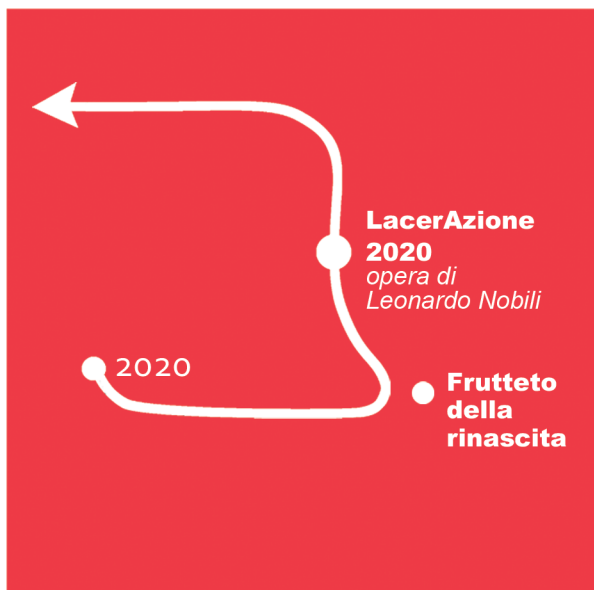 LacerAzione
2020
opera di
Leonardo Nobili
2020
Frutteto
della
rinascita